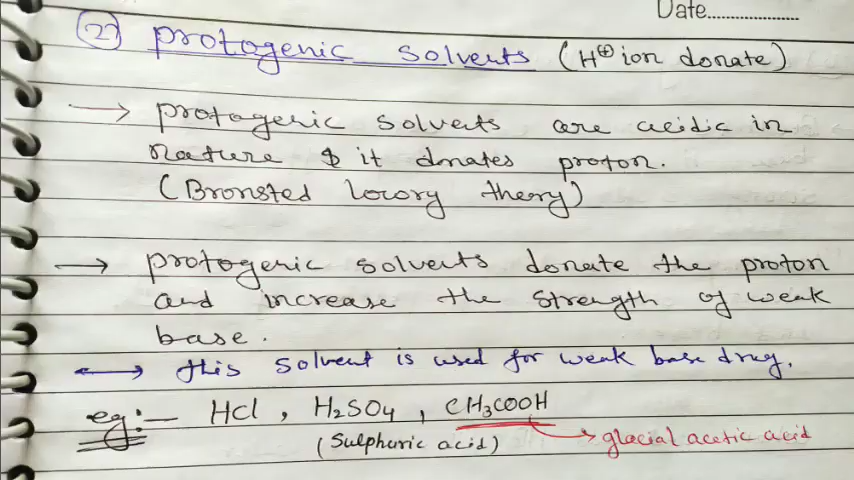 Date....................
(2) protogenic solvents (H⊕ ion donate)
→ protogenic solvents are acidic in
nature & it donates proton.
(Bronsted lowry theory)
→ protogenic solvents donate the proton
and increase the strength of weak
base.
→ this solvent is used for weak base drug.
eg:- HCl, H₂SO₄, CH₃COOH
(Sulphuric acid) → glacial acetic acid